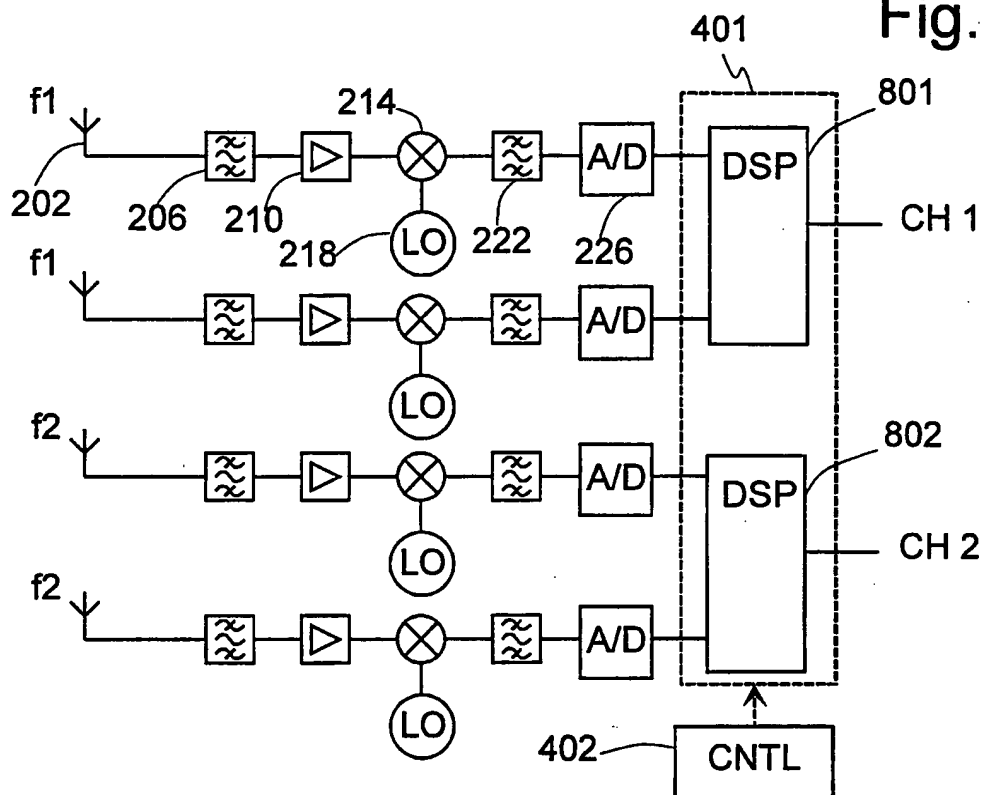 Fig.
401
f1
214
801
A/D
DSP
202
206
210
218
LO
222
226
CH 1
f1
A/D
LO
f2
802
A/D
DSP
LO
CH 2
f2
A/D
LO
402
CNTL